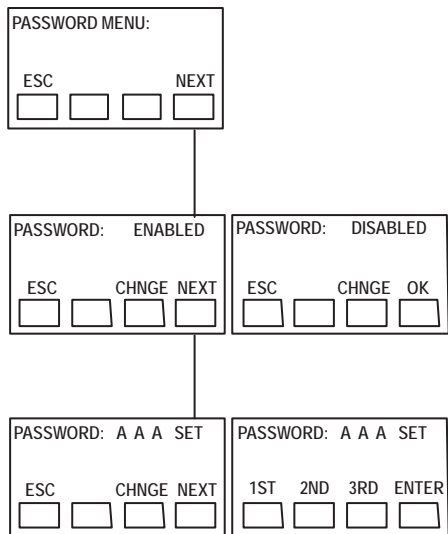 PASSWORD MENU:
ESC NEXT
PASSWORD: ENABLED
ESC CHNGE NEXT
PASSWORD: DISABLED
ESC CHNGE OK
PASSWORD: A A A SET
ESC CHNGE NEXT
PASSWORD: A A A SET
1ST 2ND 3RD ENTER